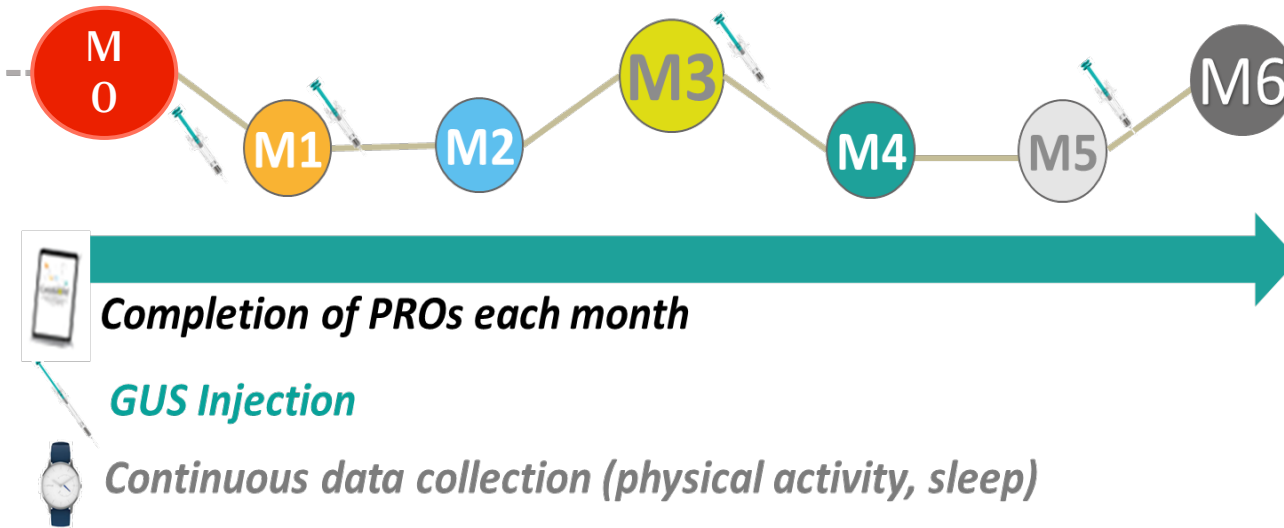 M
0
M1
M2
M3
M4
M5
M6
Completion of PROs each month
GUS Injection
Continuous data collection (physical activity, sleep)